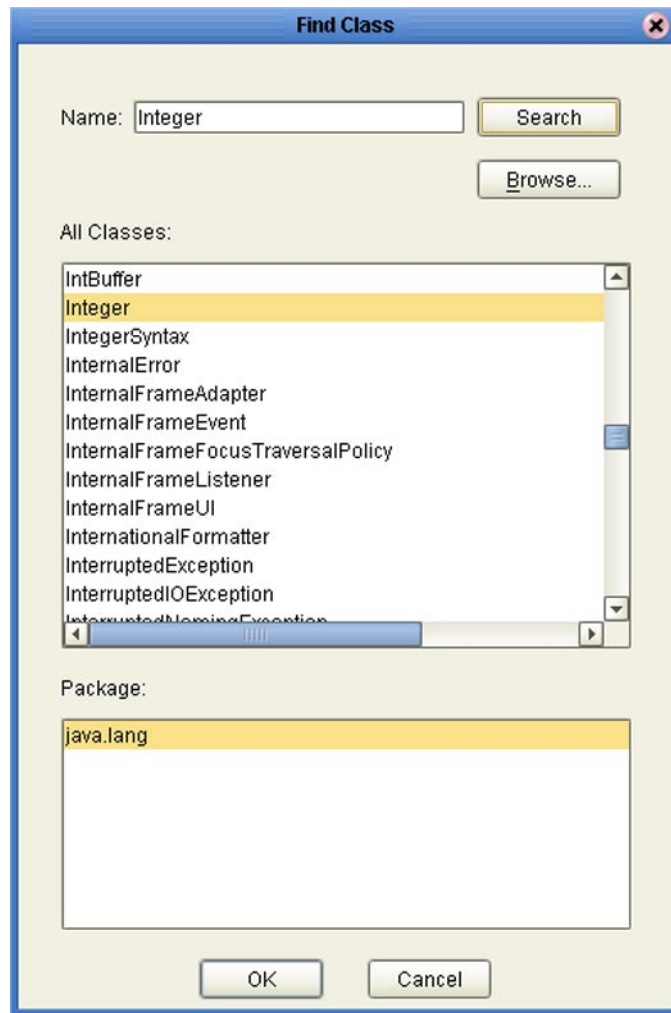 Find Class
Name: Integer Search
Browse...
All Classes:
IntBuffer
Integer
IntegerSyntax
InternalError
InternalFrameAdapter
InternalFrameEvent
InternalFrameFocusTraversalPolicy
InternalFrameListener
InternalFrameUI
InternationalFormatter
InterruptedException
InterruptedIOException
InterruptedNamingException
Package:
java.lang
OK Cancel